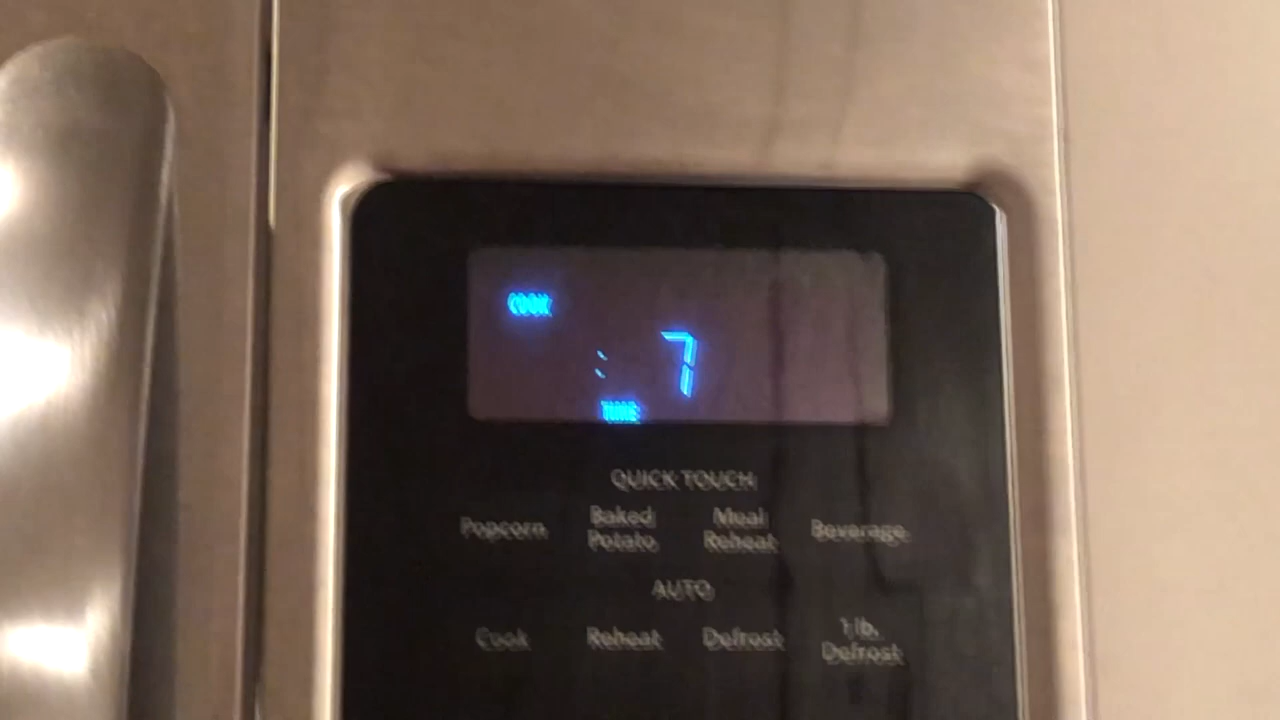 COOK
: 7
TIME
QUICK TOUCH
Popcorn Baked Potato Meal Reheat Beverage
AUTO
Cook Reheat Defrost 1 lb. Defrost